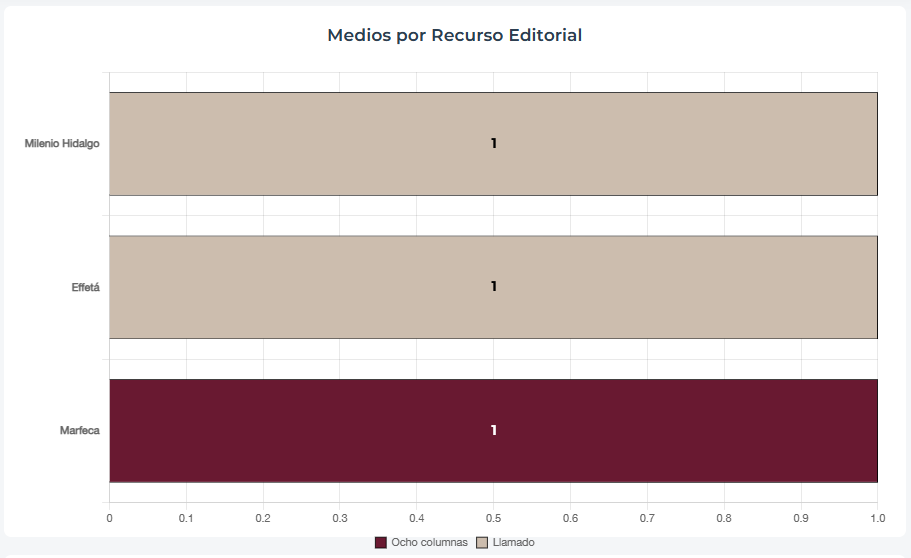 Medios por Recurso Editorial
Milenio Hidalgo
1
Effetá
1
Marfeca
1
0 0.1 0.2 0.3 0.4 0.5 0.6 0.7 0.8 0.9 1.0
Ocho columnas Llamado